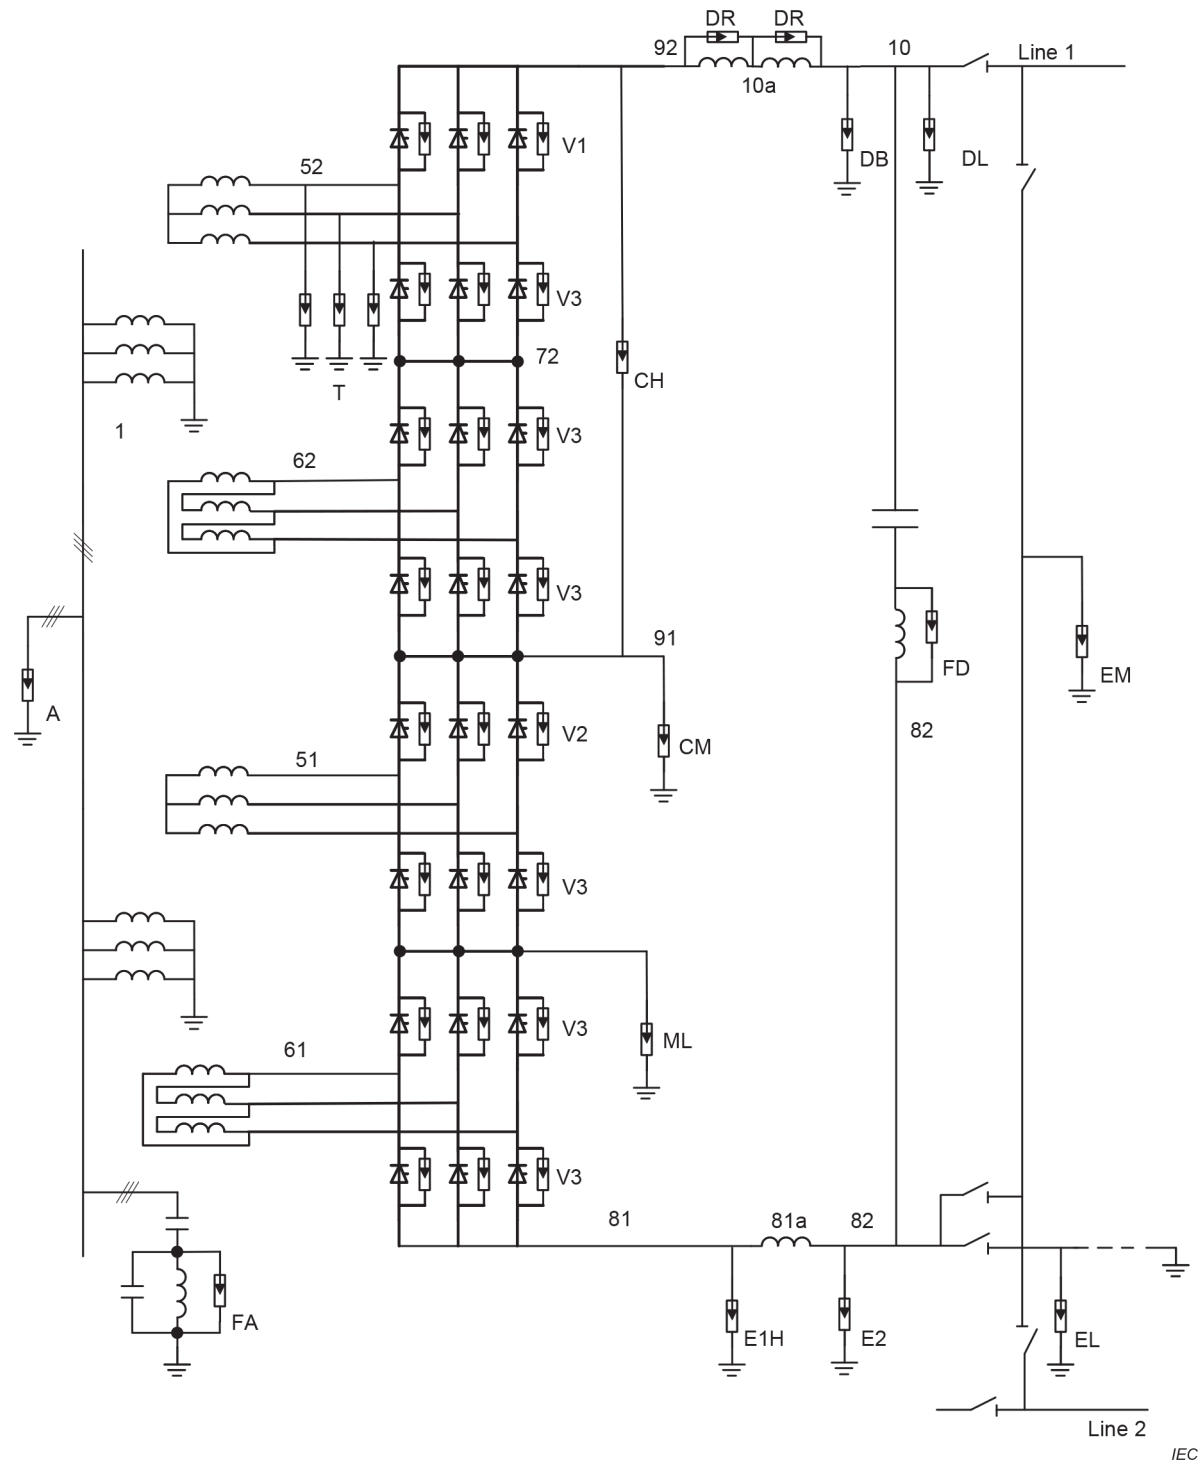 DR DR
92 10 Line 1
10a
V1 DB DL
52
V3
72
CH
T
1
V3
62
V3
91
FD EM
A
82
V2 CM
51
V3
V3 ML
61
V3
81 81a 82
FA
E1H E2 EL
Line 2
IEC